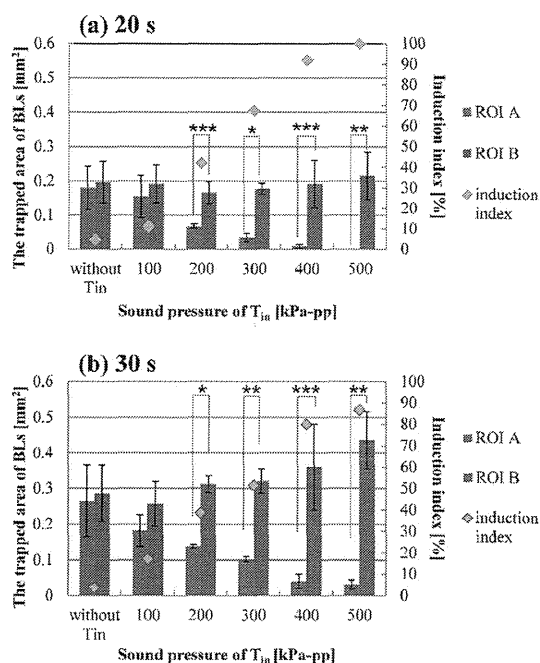 (a) 20 s
The trapped area of BLs [mm²]
0.6
0.5
0.4
0.3
0.2
0.1
0
*** * *** **
100
90
80
70
60
50
40
30
20
10
0
Induction index [%]
ROI A
ROI B
induction index
without Tin 100 200 300 400 500
Sound pressure of Tin [kPa-pp]
(b) 30 s
The trapped area of BLs [mm²]
0.6
0.5
0.4
0.3
0.2
0.1
0
* ** *** **
100
90
80
70
60
50
40
30
20
10
0
Induction index [%]
ROI A
ROI B
induction index
without Tin 100 200 300 400 500
Sound pressure of Tin [kPa-pp]